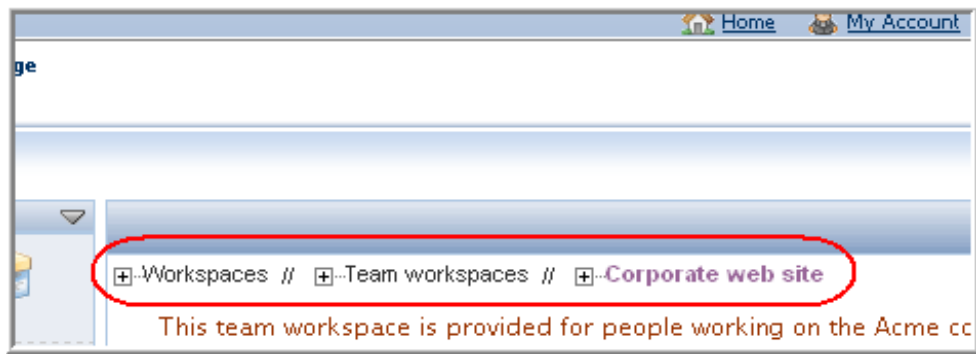 Home My Account
ge
Workspaces // Team workspaces // Corporate web site
This team workspace is provided for people working on the Acme cc